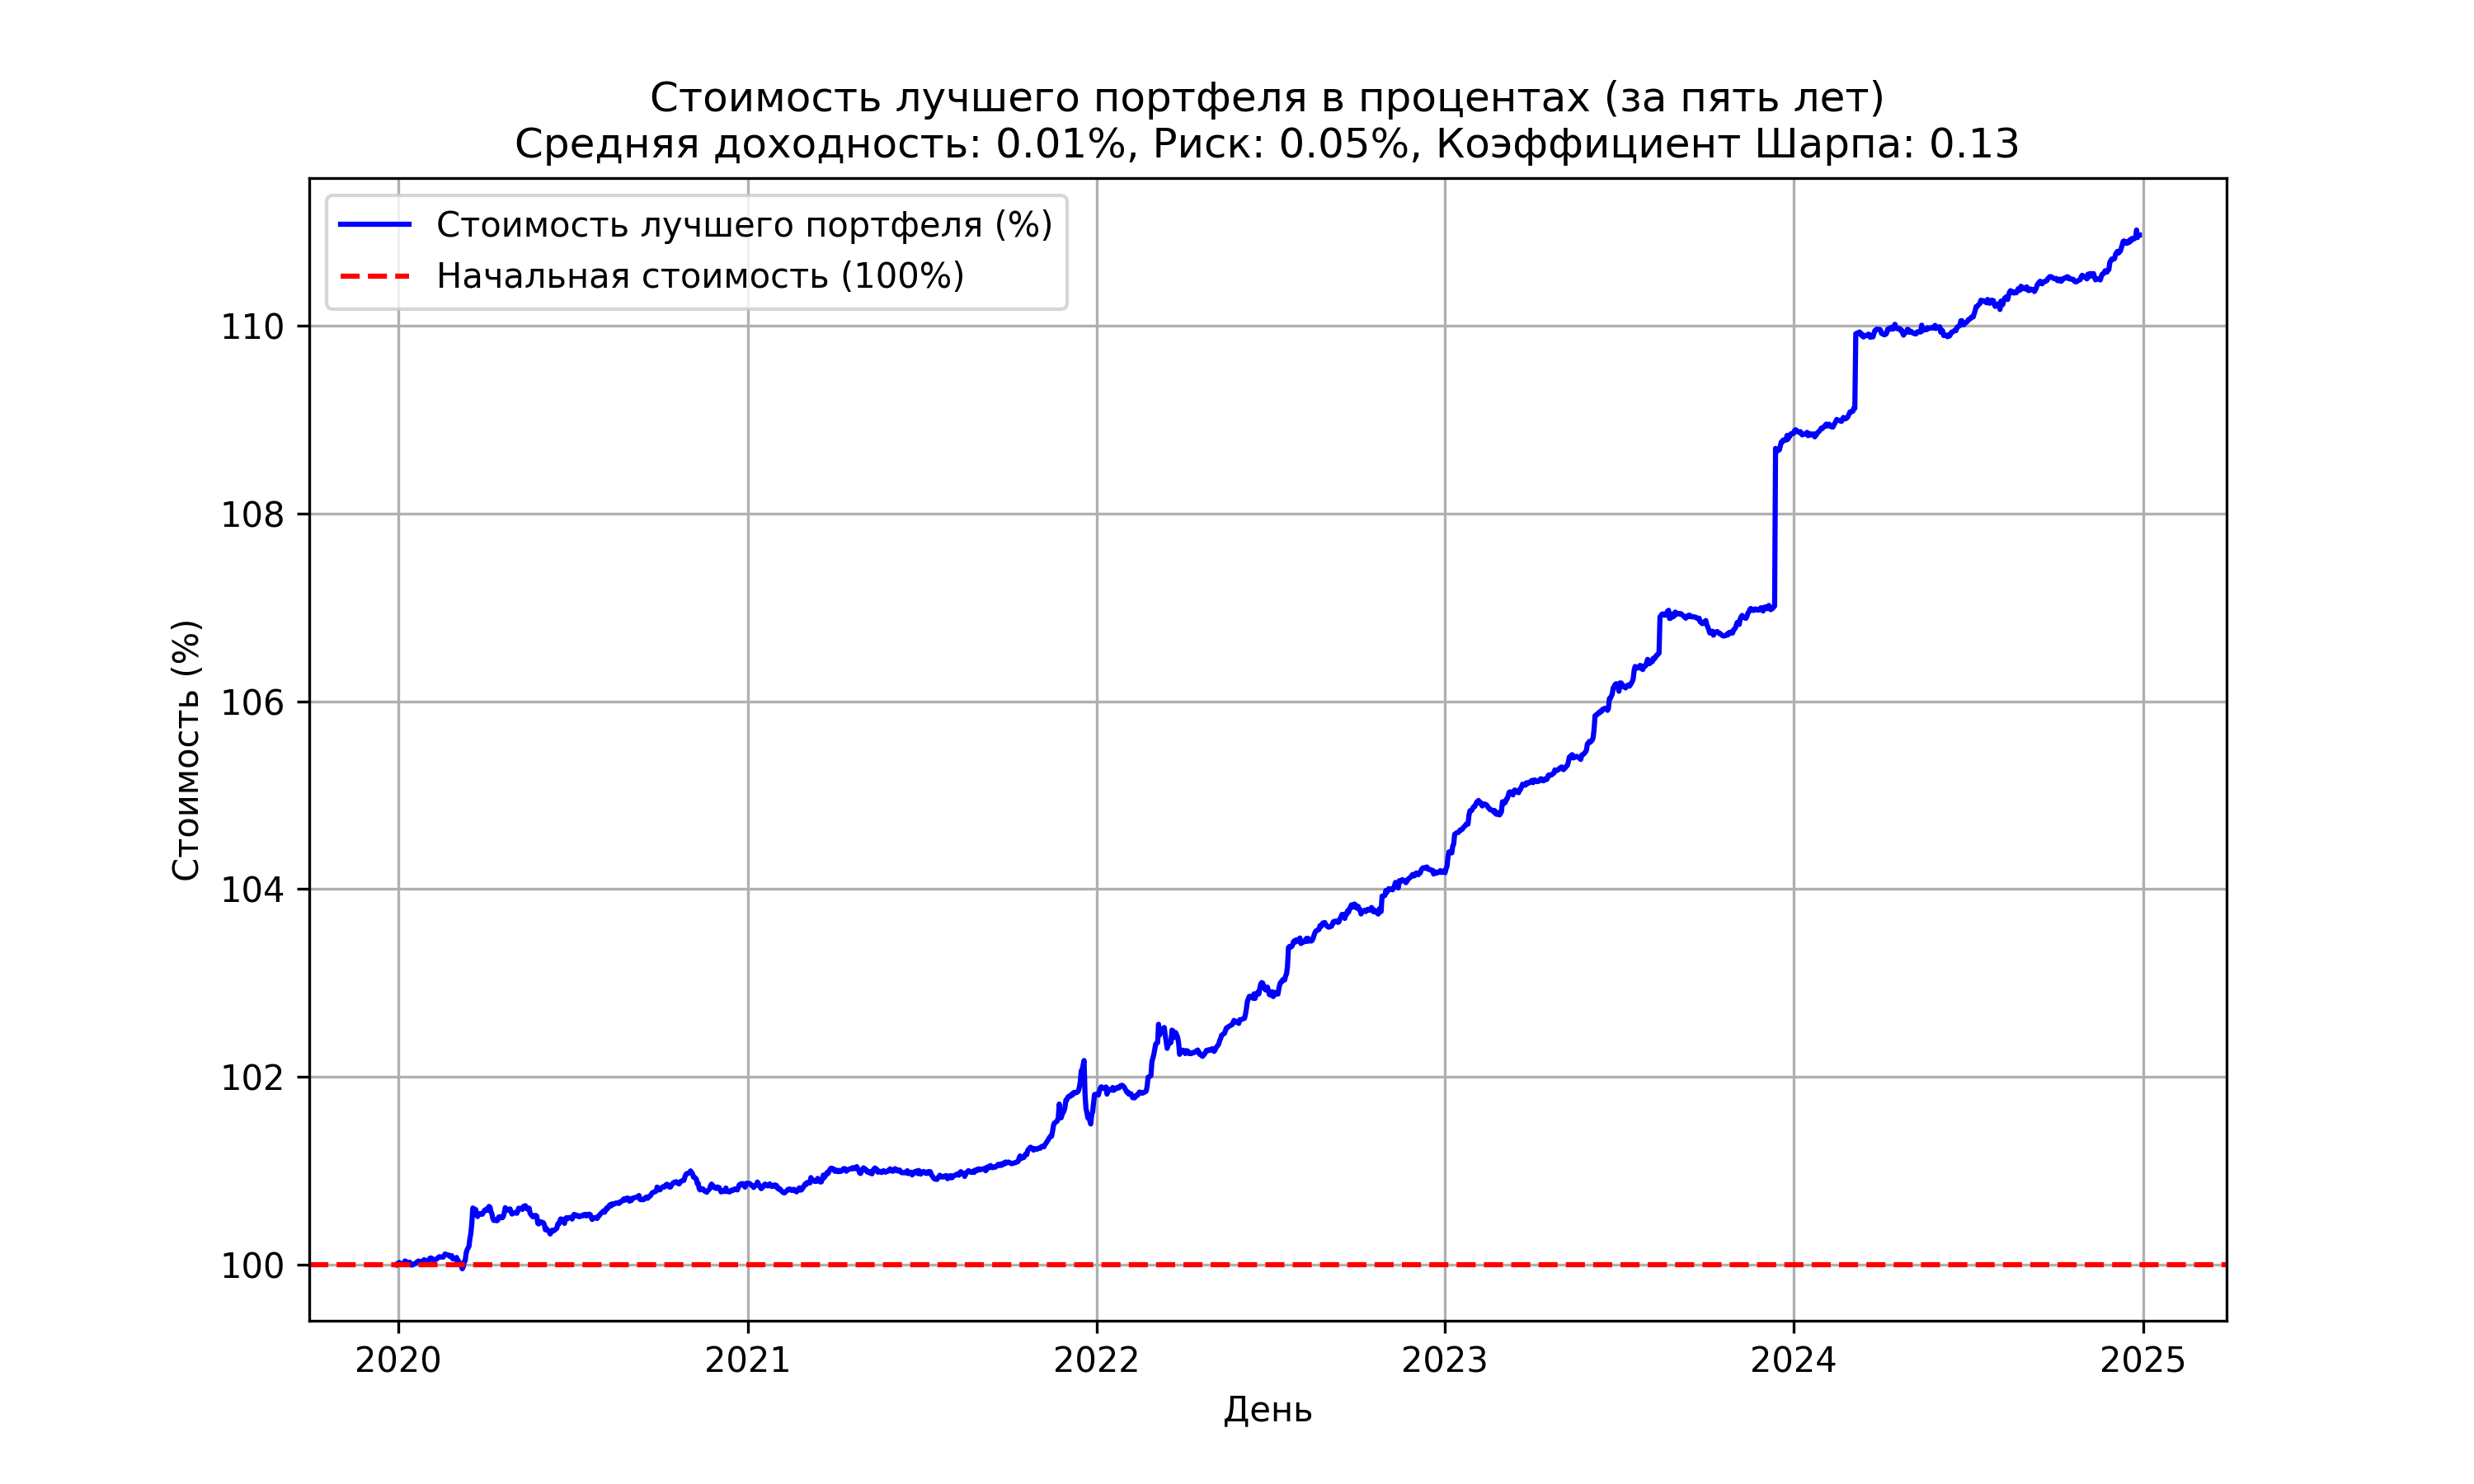 Стоимость лучшего портфеля в процентах (за пять лет)
Средняя доходность: 0.01%, Риск: 0.05%, Коэффициент Шарпа: 0.13
Стоимость лучшего портфеля (%)
Начальная стоимость (100%)
Стоимость (%)
110
108
106
104
102
100
2020 2021 2022 2023 2024 2025
День